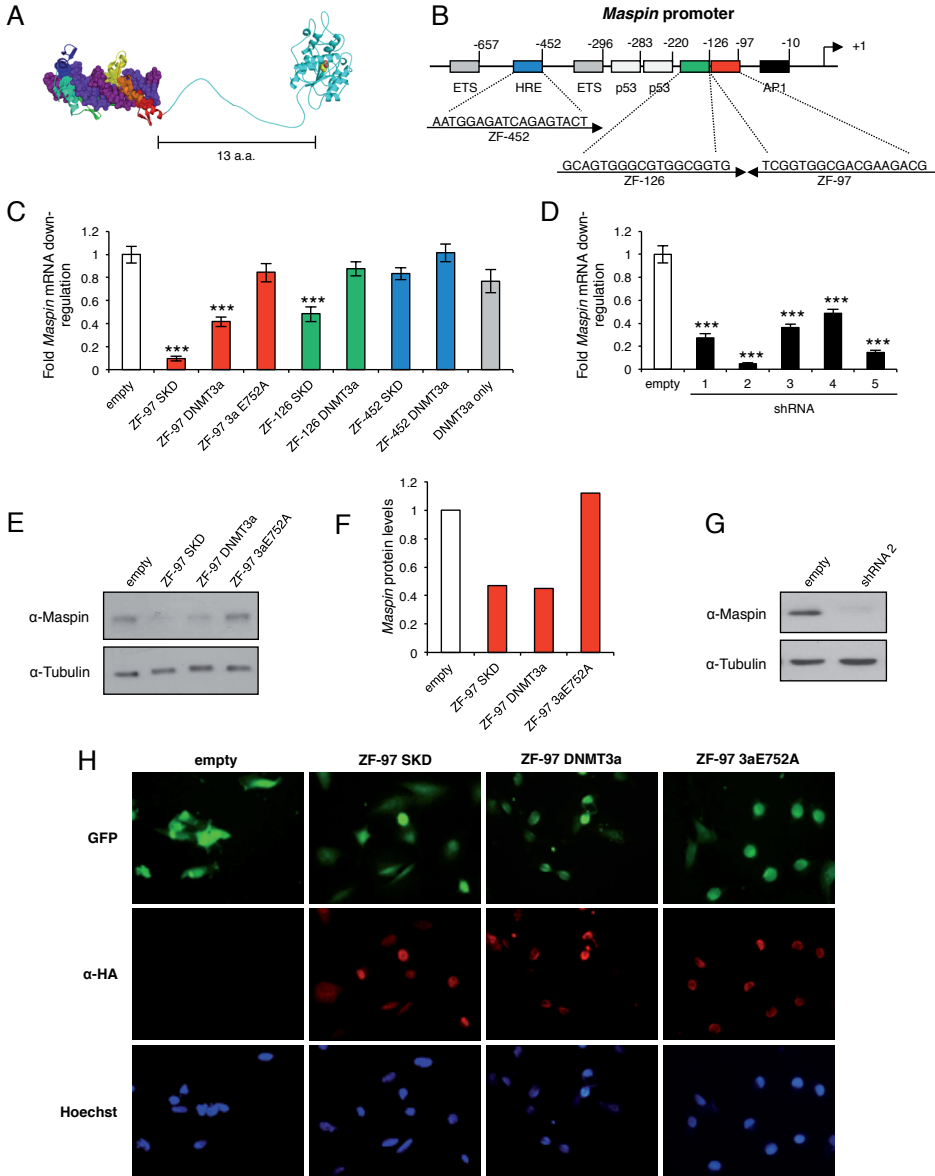 A
13 a.a.
B
Maspin promoter
-657
-452
-296
-283
-220
-126
-97
-10
+1
ETS
HRE
ETS
p53
p53
AP1
AATGGAGATCAGAGTACT
ZF-452
GCAGTGGGCGTGGCGGTG
ZF-126
TCGGTGGCGACGAAGACG
ZF-97
C
Fold Maspin mRNA down-
regulation
1.2
1
0.8
0.6
0.4
0.2
0
***
***
***
empty
ZF-97 SKD
ZF-97 DNMT3a
ZF-97 3a E752A
ZF-126 SKD
ZF-126 DNMT3a
ZF-452 SKD
ZF-452 DNMT3a
DNMT3a only
D
Fold Maspin mRNA down-
regulation
1.2
1
0.8
0.6
0.4
0.2
0
***
***
***
***
***
empty
1
2
3
4
5
shRNA
E
empty
ZF-97 SKD
ZF-97 DNMT3a
ZF-97 3aE752A
α-Maspin
α-Tubulin
F
Maspin protein levels
1.2
1
0.8
0.6
0.4
0.2
0
empty
ZF-97 SKD
ZF-97 DNMT3a
ZF-97 3aE752A
G
empty
shRNA 2
α-Maspin
α-Tubulin
H
empty
ZF-97 SKD
ZF-97 DNMT3a
ZF-97 3aE752A
GFP
α-HA
Hoechst